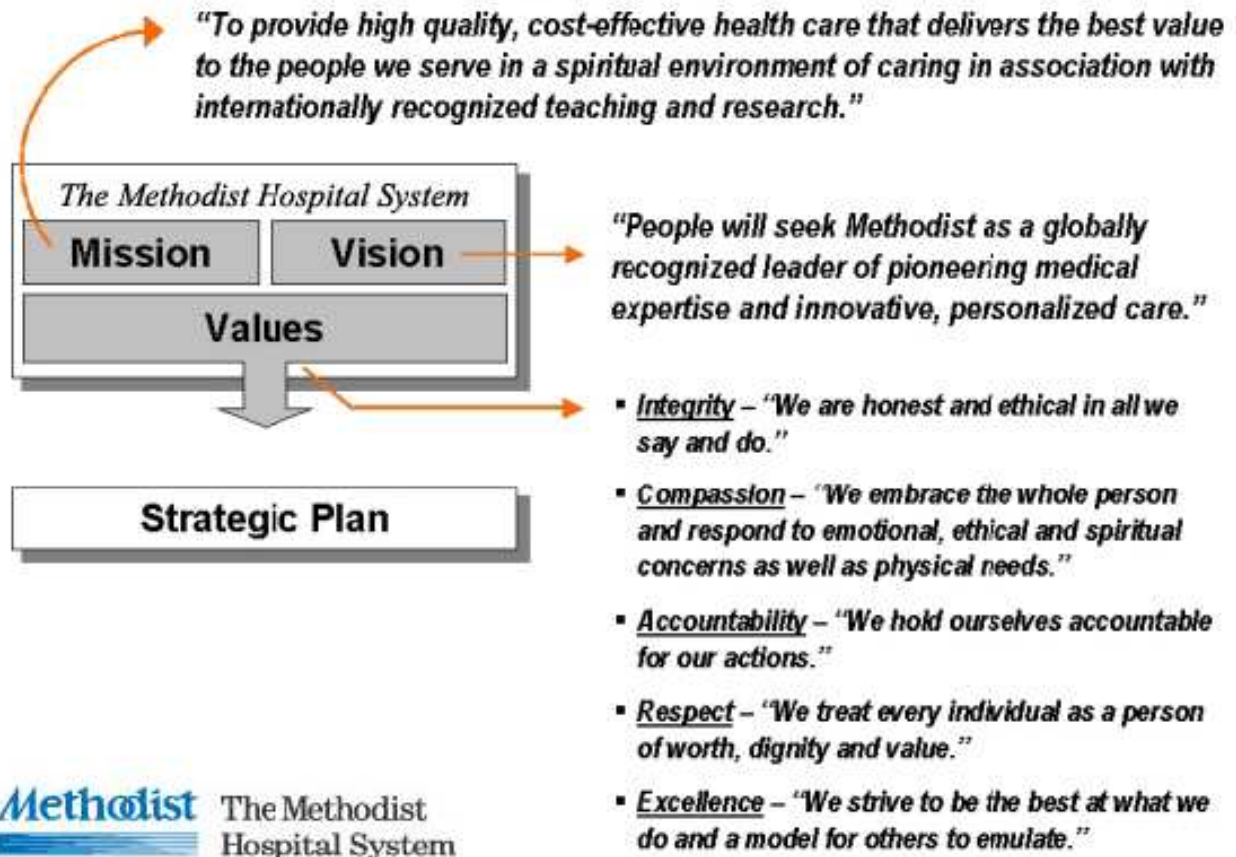 “To provide high quality, cost-effective health care that delivers the best value
to the people we serve in a spiritual environment of caring in association with
internationally recognized teaching and research.”
The Methodist Hospital System
Mission
Vision
Values
Strategic Plan
“People will seek Methodist as a globally
recognized leader of pioneering medical
expertise and innovative, personalized care.”
▪ Integrity – “We are honest and ethical in all we
say and do.”
▪ Compassion – “We embrace the whole person
and respond to emotional, ethical and spiritual
concerns as well as physical needs.”
▪ Accountability – “We hold ourselves accountable
for our actions.”
▪ Respect – “We treat every individual as a person
of worth, dignity and value.”
▪ Excellence – “We strive to be the best at what we
do and a model for others to emulate.”
Methodist
The Methodist
Hospital System